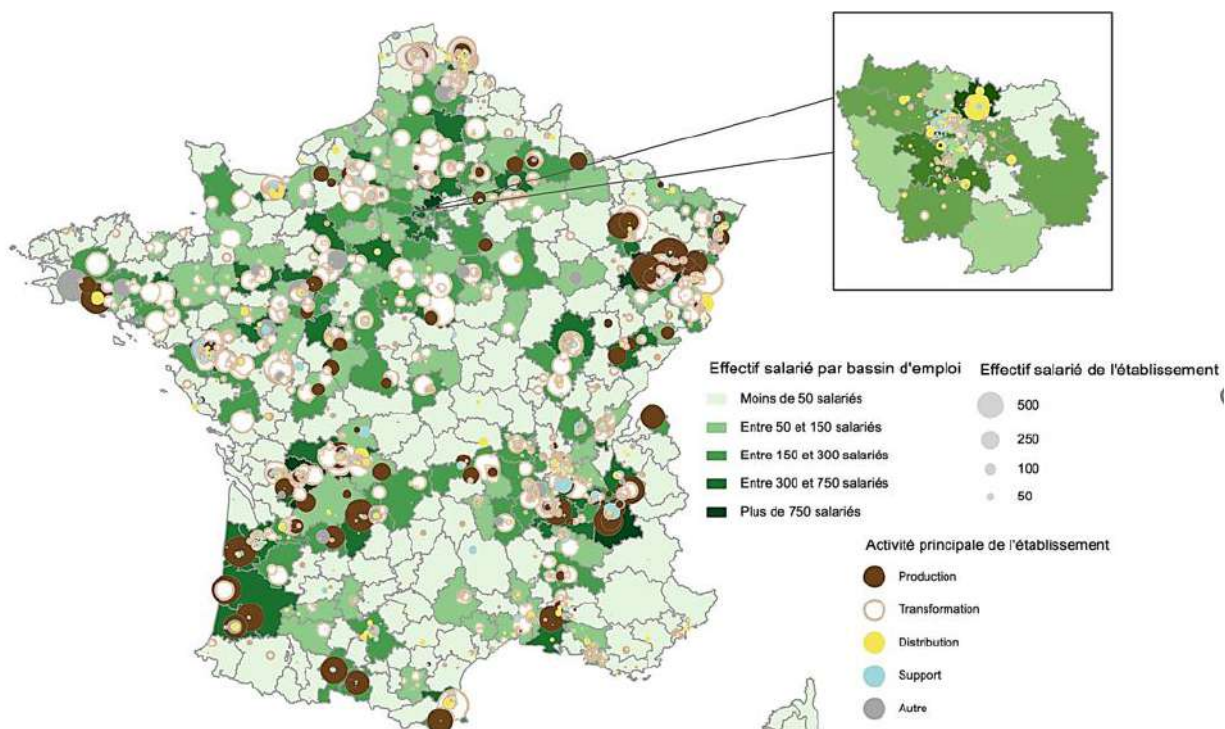 Effectif salarié par bassin d'emploi
Moins de 50 salariés
Entre 50 et 150 salariés
Entre 150 et 300 salariés
Entre 300 et 750 salariés
Plus de 750 salariés
Effectif salarié de l'établissement
500
250
100
50
Activité principale de l'établissement
Production
Transformation
Distribution
Support
Autre